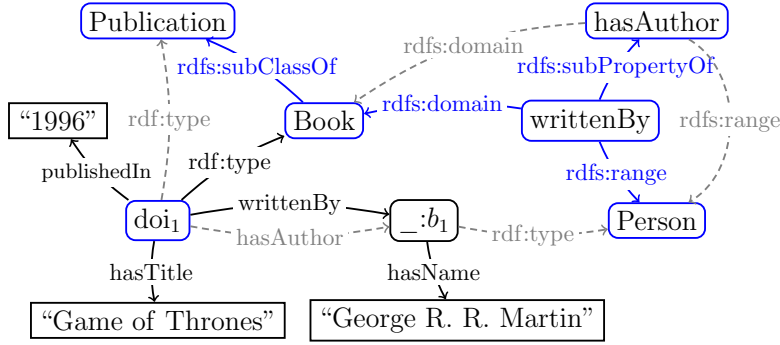 Publication
hasAuthor
rdfs:domain
rdfs:subClassOf
rdfs:subPropertyOf
“1996”
rdf:type
Book
rdfs:domain
writtenBy
rdfs:range
publishedIn
rdf:type
rdfs:range
doi₁
writtenBy
_:b₁
Person
hasAuthor
rdf:type
hasTitle
hasName
“Game of Thrones”
“George R. R. Martin”